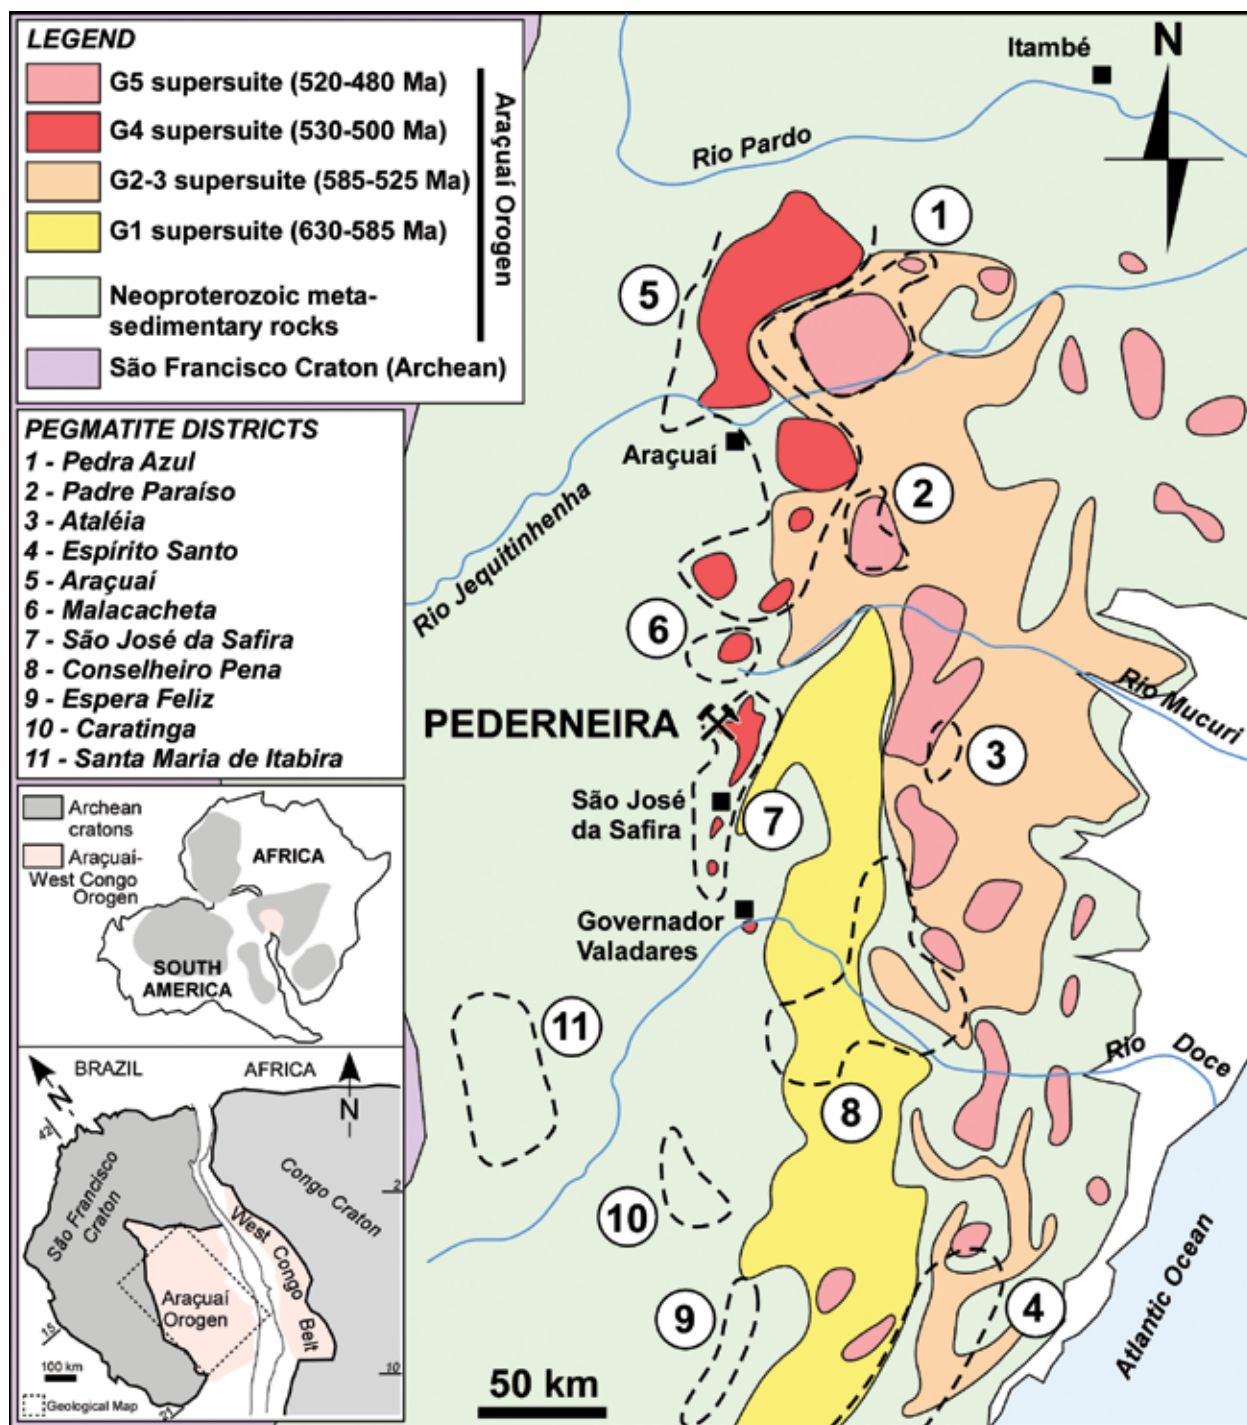 LEGEND
G5 supersuite (520-480 Ma)
G4 supersuite (530-500 Ma)
G2-3 supersuite (585-525 Ma)
G1 supersuite (630-585 Ma)
Neoproterozoic meta-
sedimentary rocks
São Francisco Craton (Archean)
Araçuaí Orogen
PEGMATITE DISTRICTS
1 - Pedra Azul
2 - Padre Paraíso
3 - Ataléia
4 - Espírito Santo
5 - Araçuaí
6 - Malacacheta
7 - São José da Safira
8 - Conselheiro Pena
9 - Espera Feliz
10 - Caratinga
11 - Santa Maria de Itabira
Archean
cratons
Araçuaí-
West Congo
Orogen
AFRICA
SOUTH
AMERICA
BRAZIL
AFRICA
N
N
42
São Francisco
Craton
Congo Craton
2
West Congo Belt
Araçuaí
Orogen
15
100 km
10
Geological Map
21
Itambé
N
Rio Pardo
1
5
Araçuaí
2
Rio Jequitinhenha
6
Rio Mucuri
PEDERNEIRA
3
São José
da Safira
7
Governador
Valadares
11
Rio Doce
8
10
9
4
Atlantic Ocean
50 km